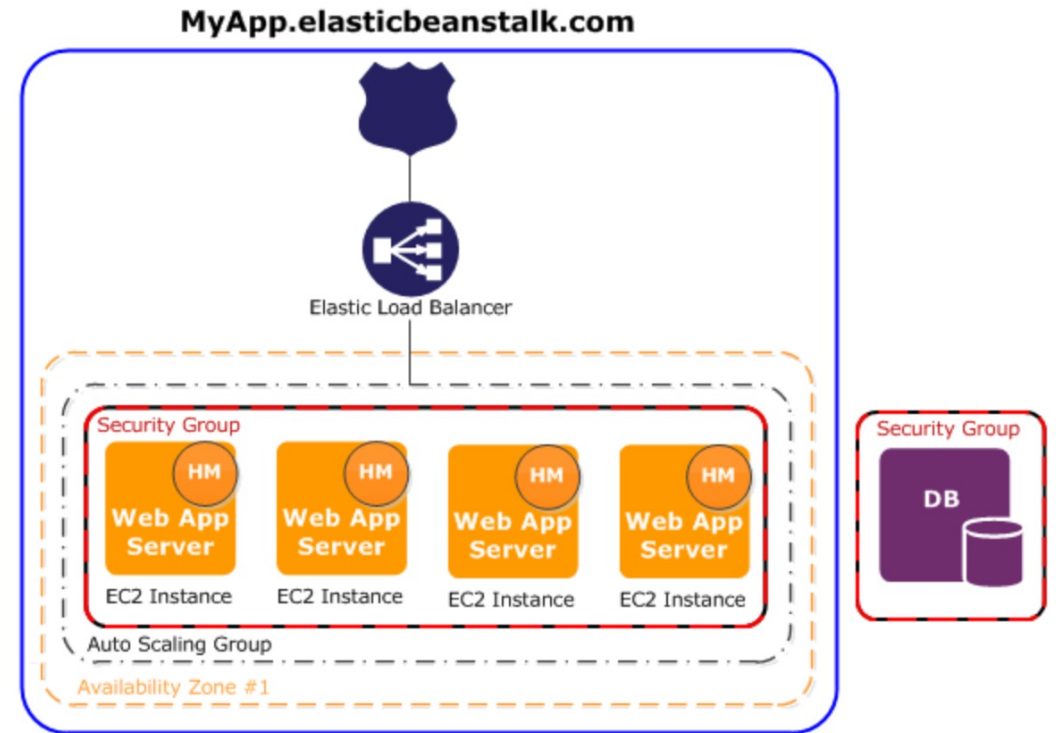 MyApp.elasticbeanstalk.com
Elastic Load Balancer
Security Group
HM
Web App
Server
EC2 Instance
HM
Web App
Server
EC2 Instance
HM
Web App
Server
EC2 Instance
HM
Web App
Server
EC2 Instance
Auto Scaling Group
Availability Zone #1
Security Group
DB